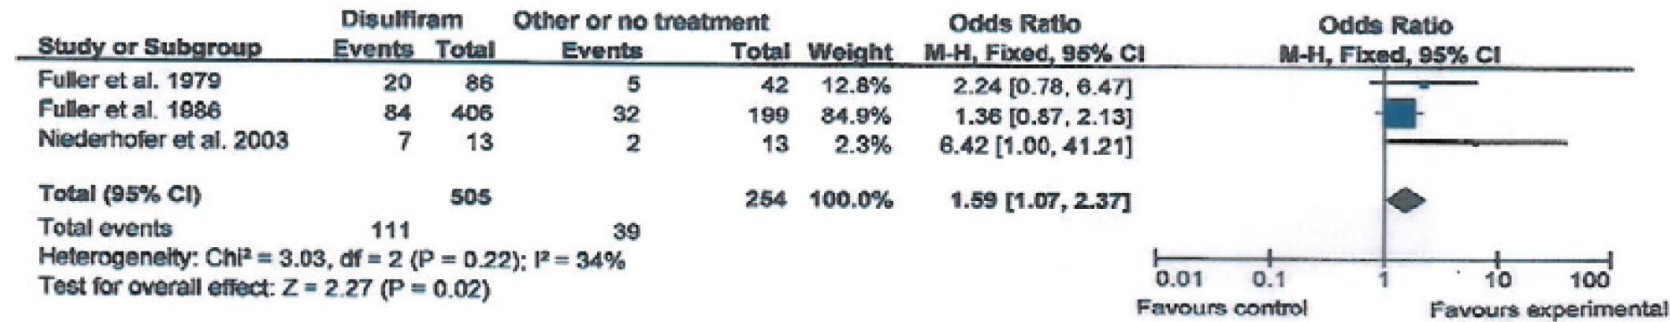 Disulfiram Other or no treatment Odds Ratio Odds Ratio
Study or Subgroup Events Total Events Total Weight M-H, Fixed, 95% CI M-H, Fixed, 95% CI
Fuller et al. 1979 20 86 5 42 12.8% 2.24 [0.78, 6.47]
Fuller et al. 1986 84 406 32 199 84.9% 1.36 [0.87, 2.13]
Niederhofer et al. 2003 7 13 2 13 2.3% 6.42 [1.00, 41.21]
Total (95% CI) 505 254 100.0% 1.59 [1.07, 2.37]
Total events 111 39
Heterogeneity: Chi² = 3.03, df = 2 (P = 0.22); I² = 34%
Test for overall effect: Z = 2.27 (P = 0.02)
0.01 0.1 1 10 100
Favours control Favours experimental